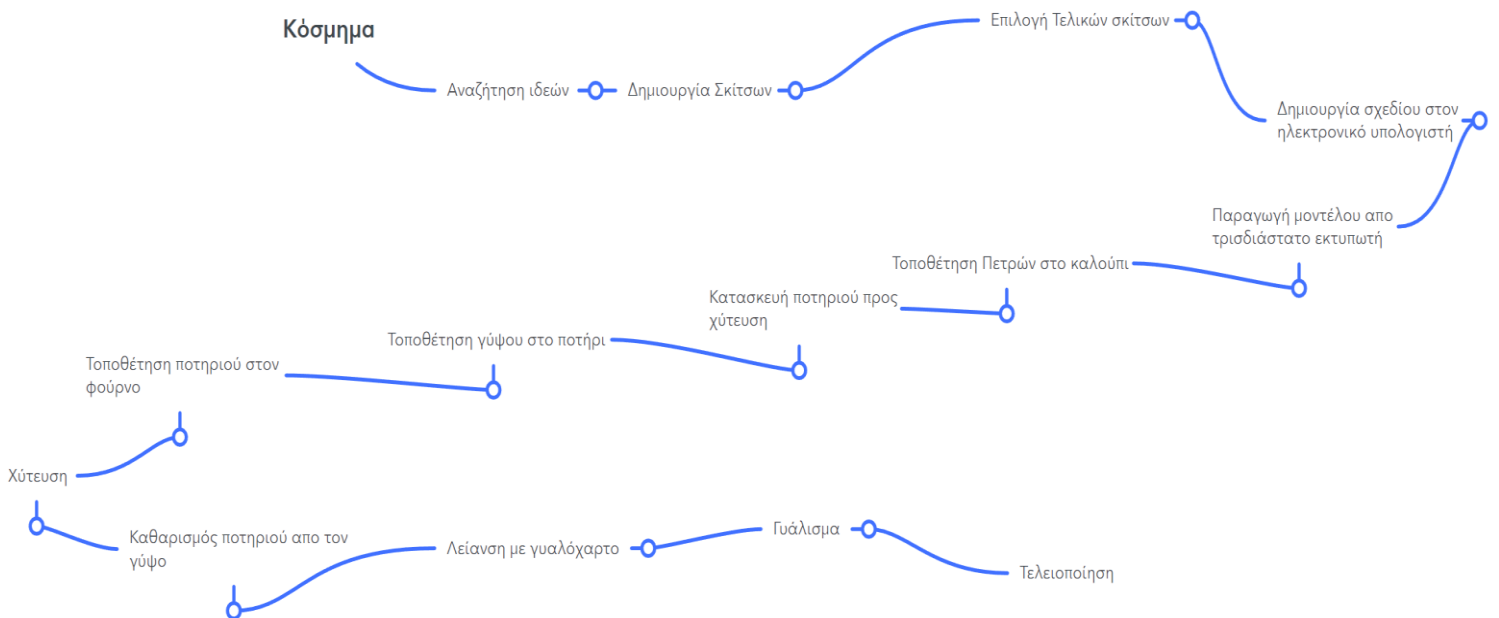 Κόσμημα
Αναζήτηση ιδεών
Δημιουργία Σκίτσων
Επιλογή Τελικών σκίτσων
Δημιουργία σχεδίου στον
ηλεκτρονικό υπολογιστή
Παραγωγή μοντέλου απο
τρισδιάστατο εκτυπωτή
Τοποθέτηση Πετρών στο καλούπι
Κατασκευή ποτηριού προς
χύτευση
Τοποθέτηση γύψου στο ποτήρι
Τοποθέτηση ποτηριού στον
φούρνο
Χύτευση
Καθαρισμός ποτηριού απο τον
γύψο
Λείανση με γυαλόχαρτο
Γυάλισμα
Τελειοποίηση